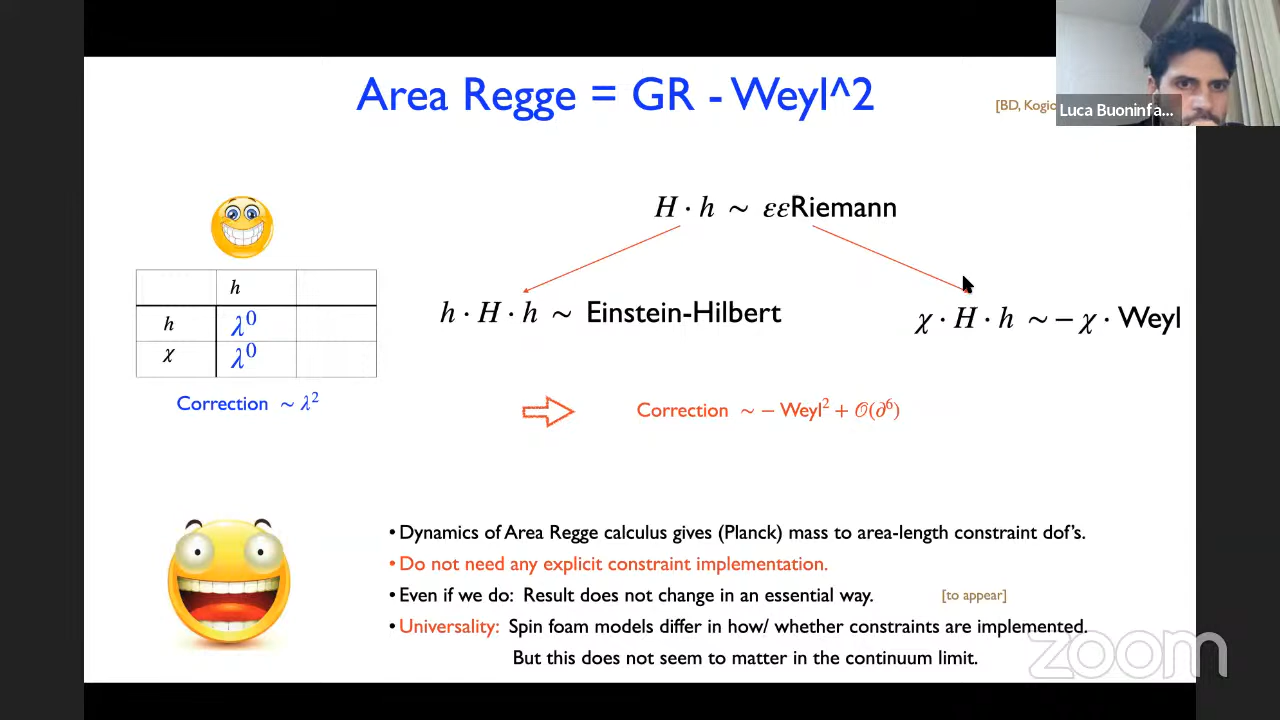 Area Regge = GR - Weyl^2
[BD, Kogio
Luca Buoninfa...
H · h ∼ εεRiemann
h
h λ⁰
χ λ⁰
Correction ∼ λ²
h · H · h ∼ Einstein-Hilbert
χ · H · h ∼ − χ · Weyl
Correction ∼ − Weyl² + 𝒪(∂⁶)
• Dynamics of Area Regge calculus gives (Planck) mass to area-length constraint dof's.
• Do not need any explicit constraint implementation.
• Even if we do: Result does not change in an essential way. [to appear]
• Universality: Spin foam models differ in how/ whether constraints are implemented.
But this does not seem to matter in the continuum limit.
zoom